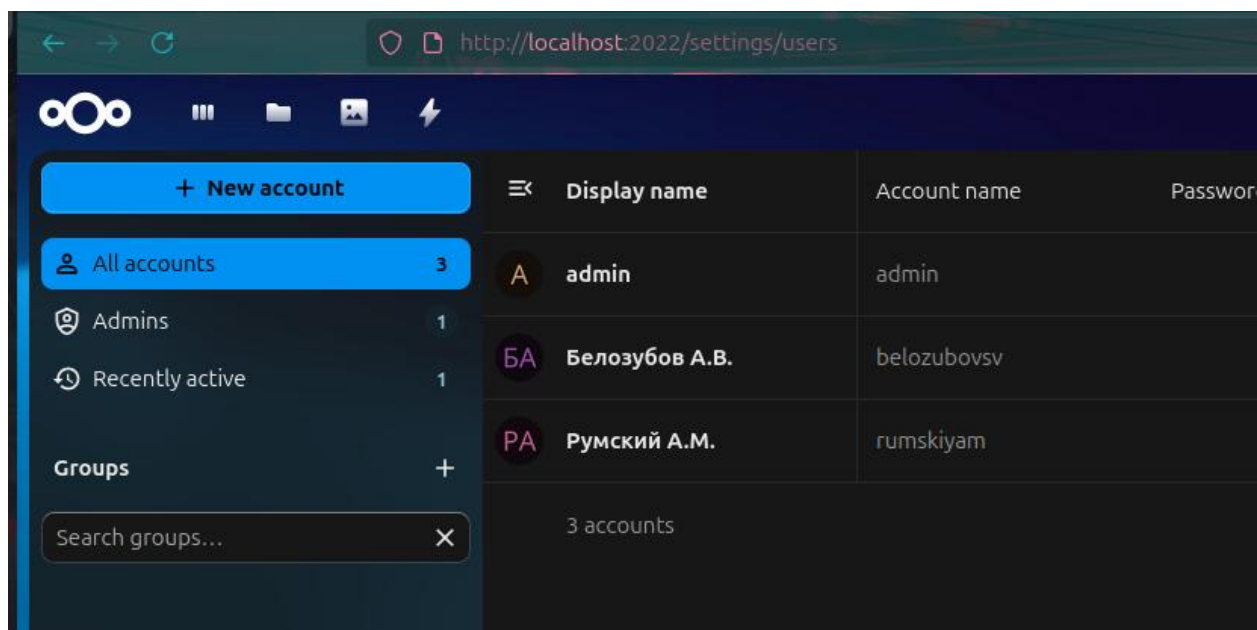 http://localhost:2022/settings/users
+ New account
Display name Account name Passwor
All accounts 3
A admin admin
Admins 1
БА Белозубов А.В. belozubovsv
Recently active 1
РА Румский А.М. rumskiyam
Groups +
3 accounts
Search groups...